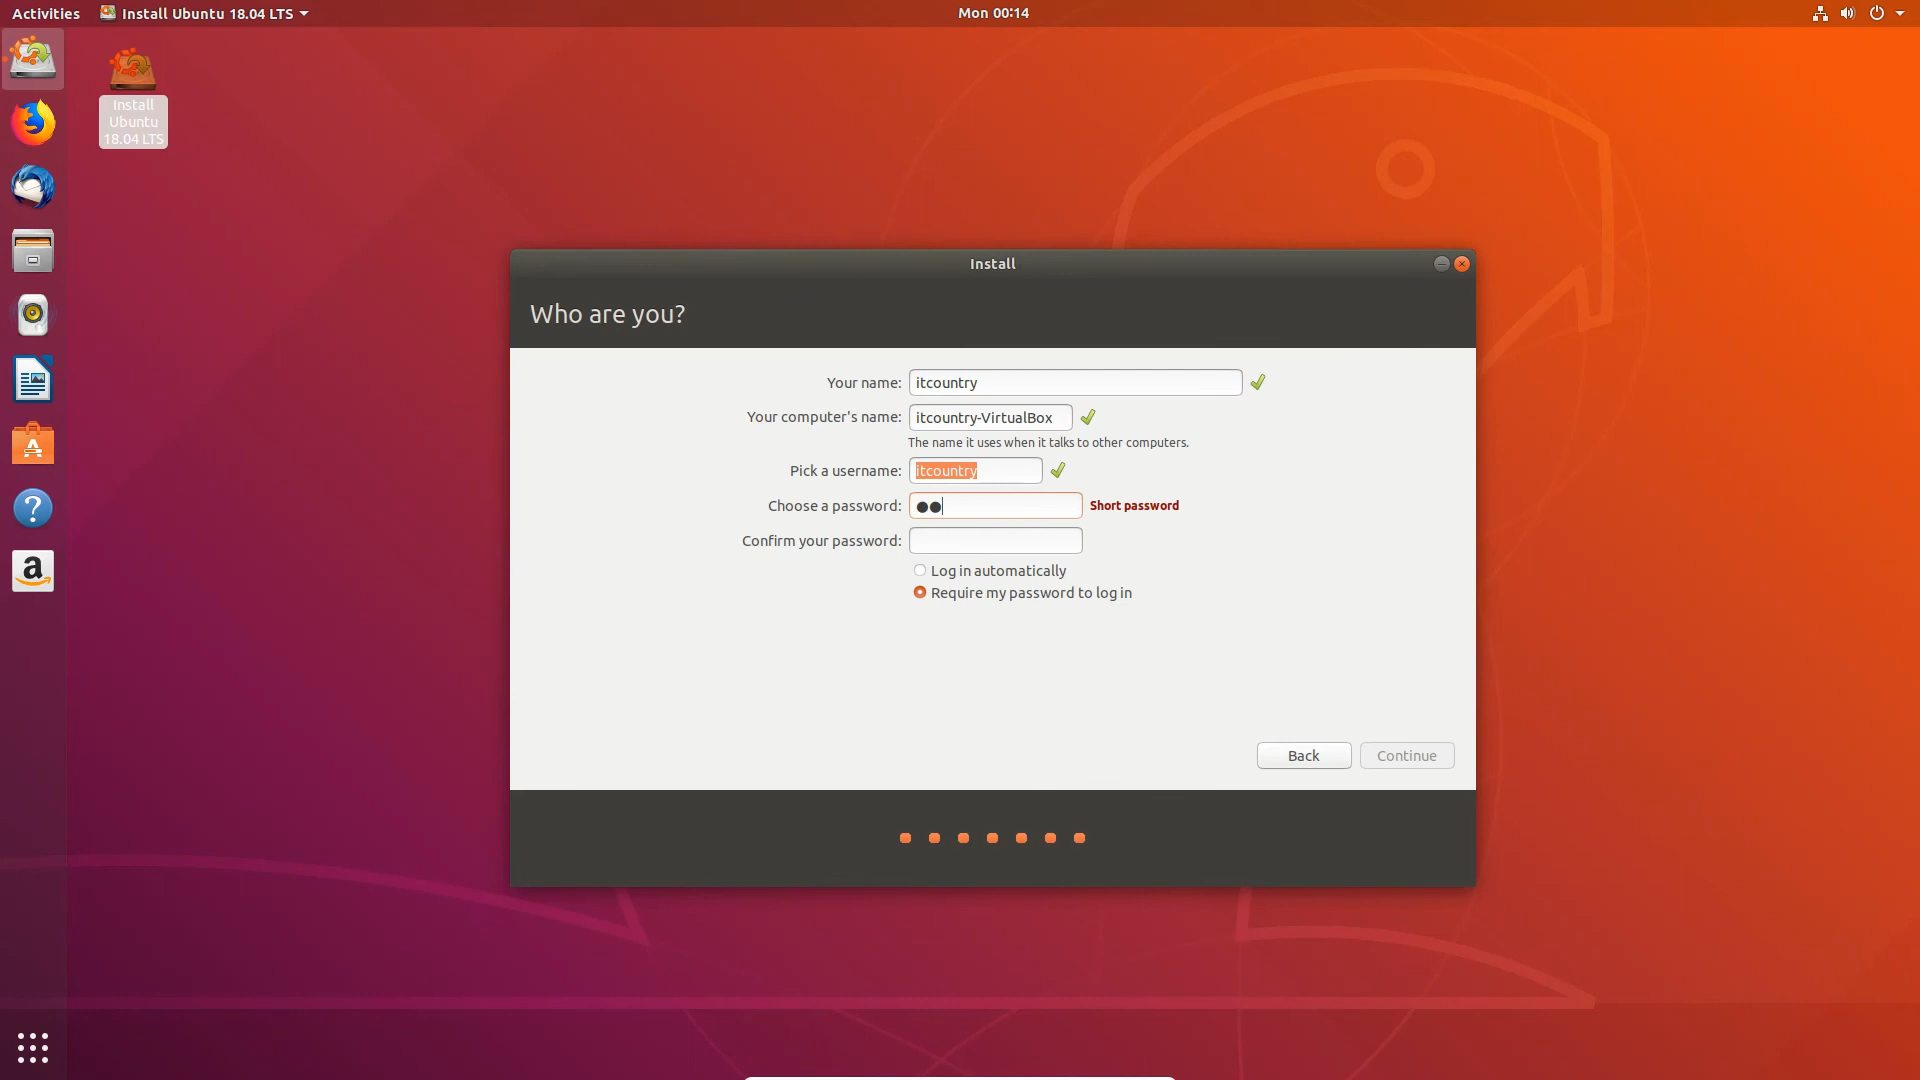 Activities
Install Ubuntu 18.04 LTS
Mon 00:14
Install
Ubuntu
18.04 LTS
Install
Who are you?
Your name: itcountry
Your computer's name: itcountry-VirtualBox
The name it uses when it talks to other computers.
Pick a username: itcountry
Choose a password: ●● Short password
Confirm your password:
Log in automatically
Require my password to log in
Back
Continue